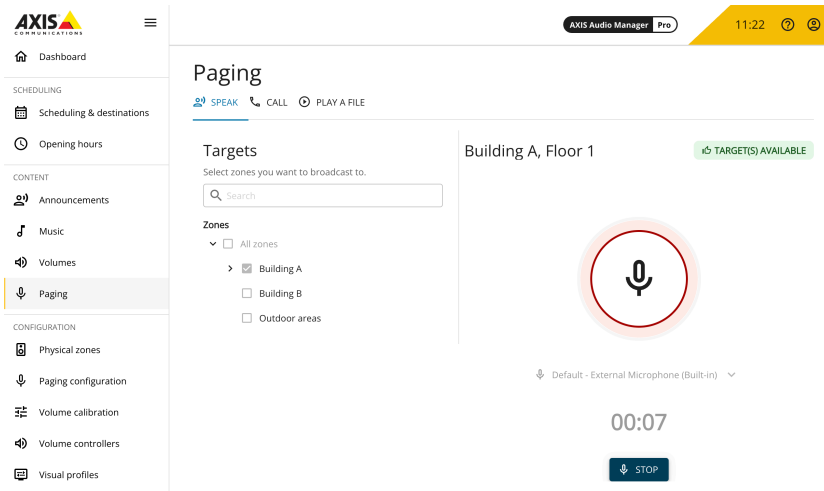 AXIS
COMMUNICATIONS
AXIS Audio Manager Pro
11:22
Dashboard
SCHEDULING
Scheduling & destinations
Opening hours
CONTENT
Announcements
Music
Volumes
Paging
CONFIGURATION
Physical zones
Paging configuration
Volume calibration
Volume controllers
Visual profiles
Paging
SPEAK CALL PLAY A FILE
Targets
Select zones you want to broadcast to.
Search
Zones
All zones
Building A
Building B
Outdoor areas
Building A, Floor 1
TARGET(S) AVAILABLE
Default - External Microphone (Built-in)
00:07
STOP